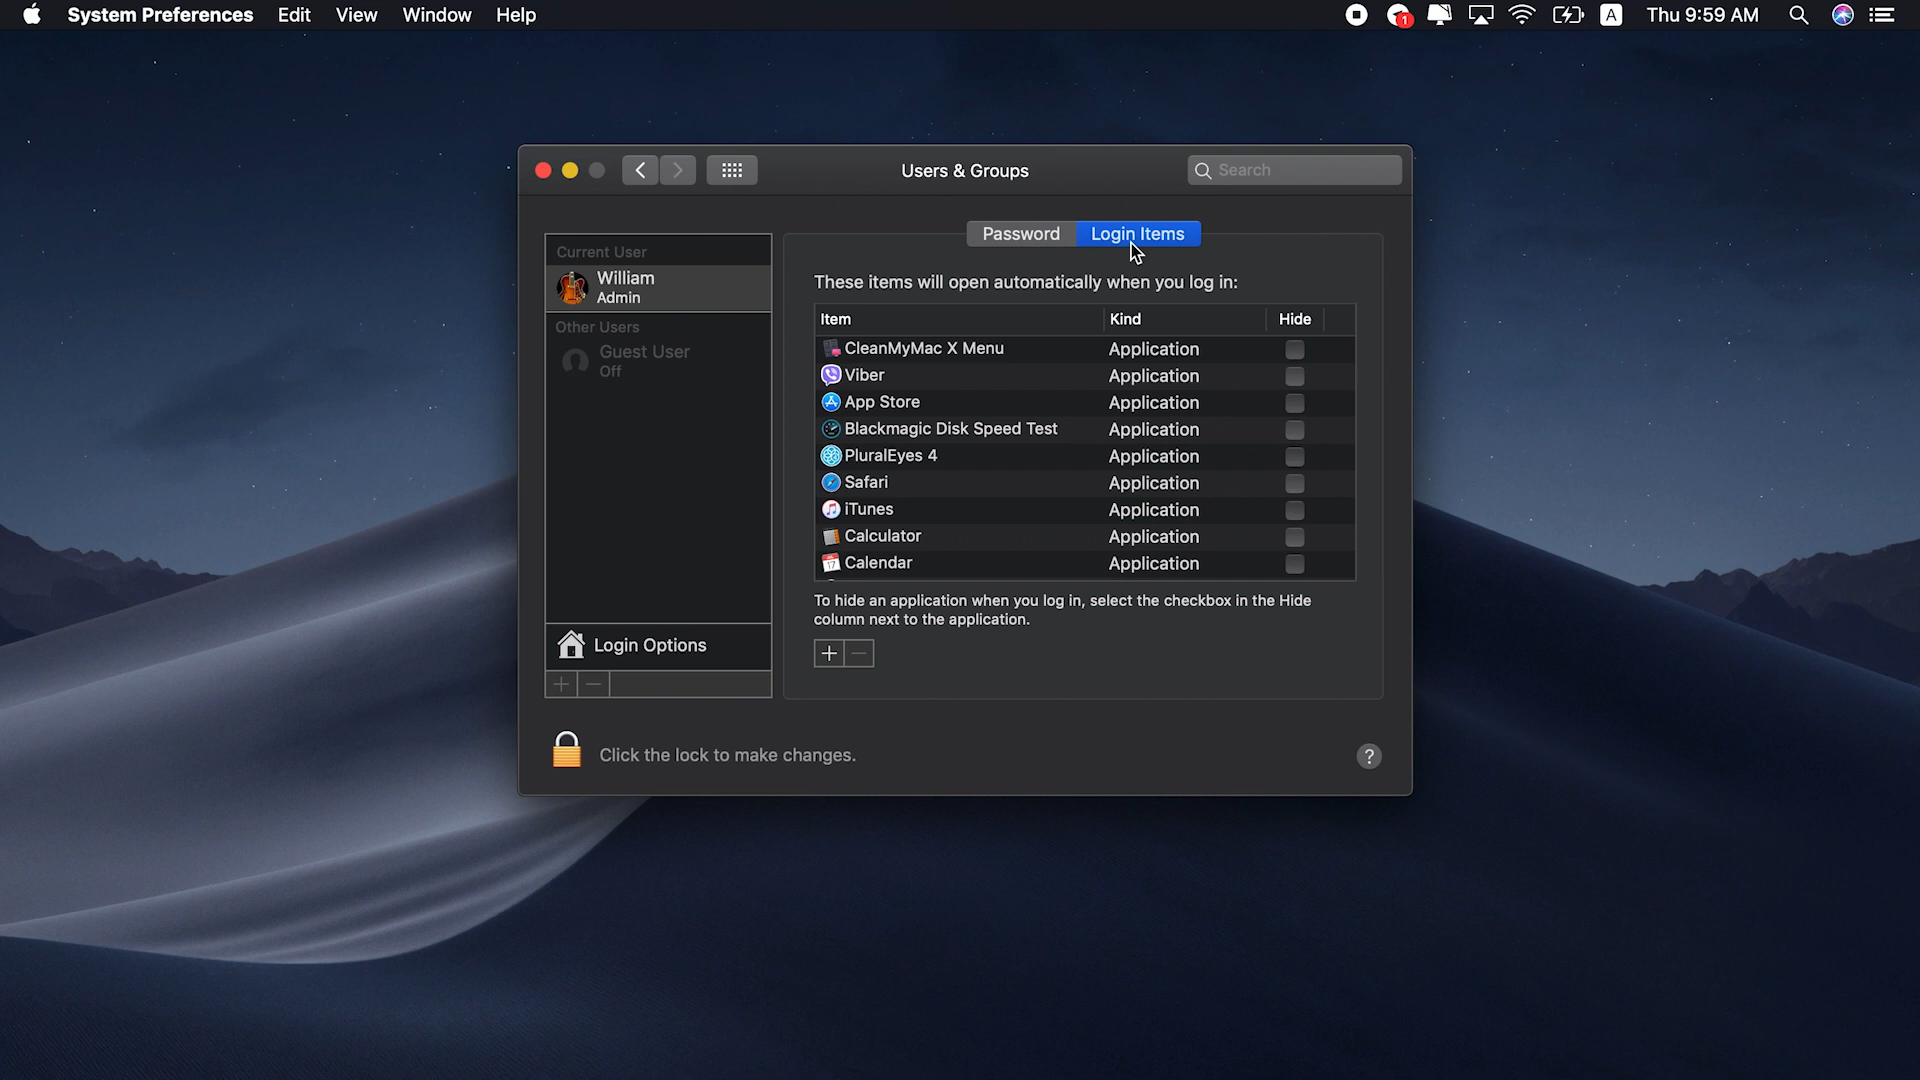 System Preferences Edit View Window Help
1
A
Thu 9:59 AM
Users & Groups
Search
Password
Login Items
Current User
William
Admin
Other Users
Guest User
Off
Login Options
These items will open automatically when you log in:
Item Kind Hide
CleanMyMac X Menu Application
Viber Application
App Store Application
Blackmagic Disk Speed Test Application
PluralEyes 4 Application
Safari Application
iTunes Application
Calculator Application
17 Calendar Application
To hide an application when you log in, select the checkbox in the Hide
column next to the application.
Click the lock to make changes.
?